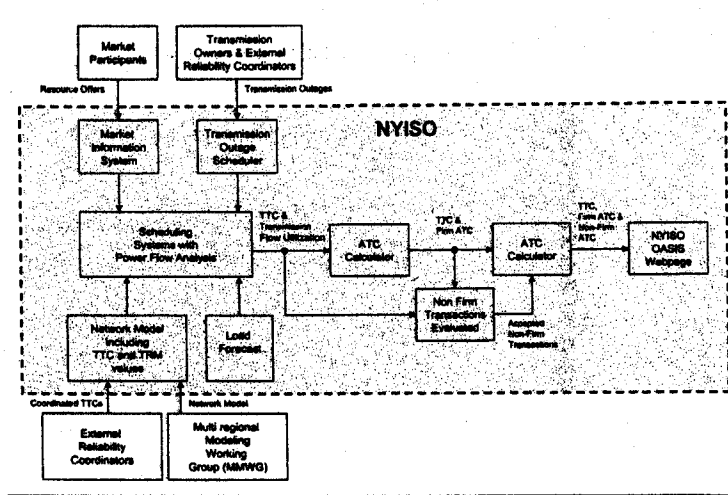 Market
Participants
Transmission
Owners & External
Reliability Coordinators
Resource Offers
Transmission Outages
NYISO
Market
Information
System
Transmission
Outage
Scheduler
Scheduling
Systems with
Power Flow Analysis
TTC &
Transmission
Flow Utilization
ATC
Calculator
TTC &
Firm ATC
ATC
Calculator
TTC,
Firm ATC &
Non-Firm
ATC
NYISO
OASIS
Webpage
Non Firm
Transactions
Evaluated
Accepted
Non-Firm
Transactions
Network Model
including
TTC and TRM
values
Load
Forecast
Coordinated TTCs
Network Model
External
Reliability
Coordinators
Multi regional
Modeling
Working
Group (MMWG)